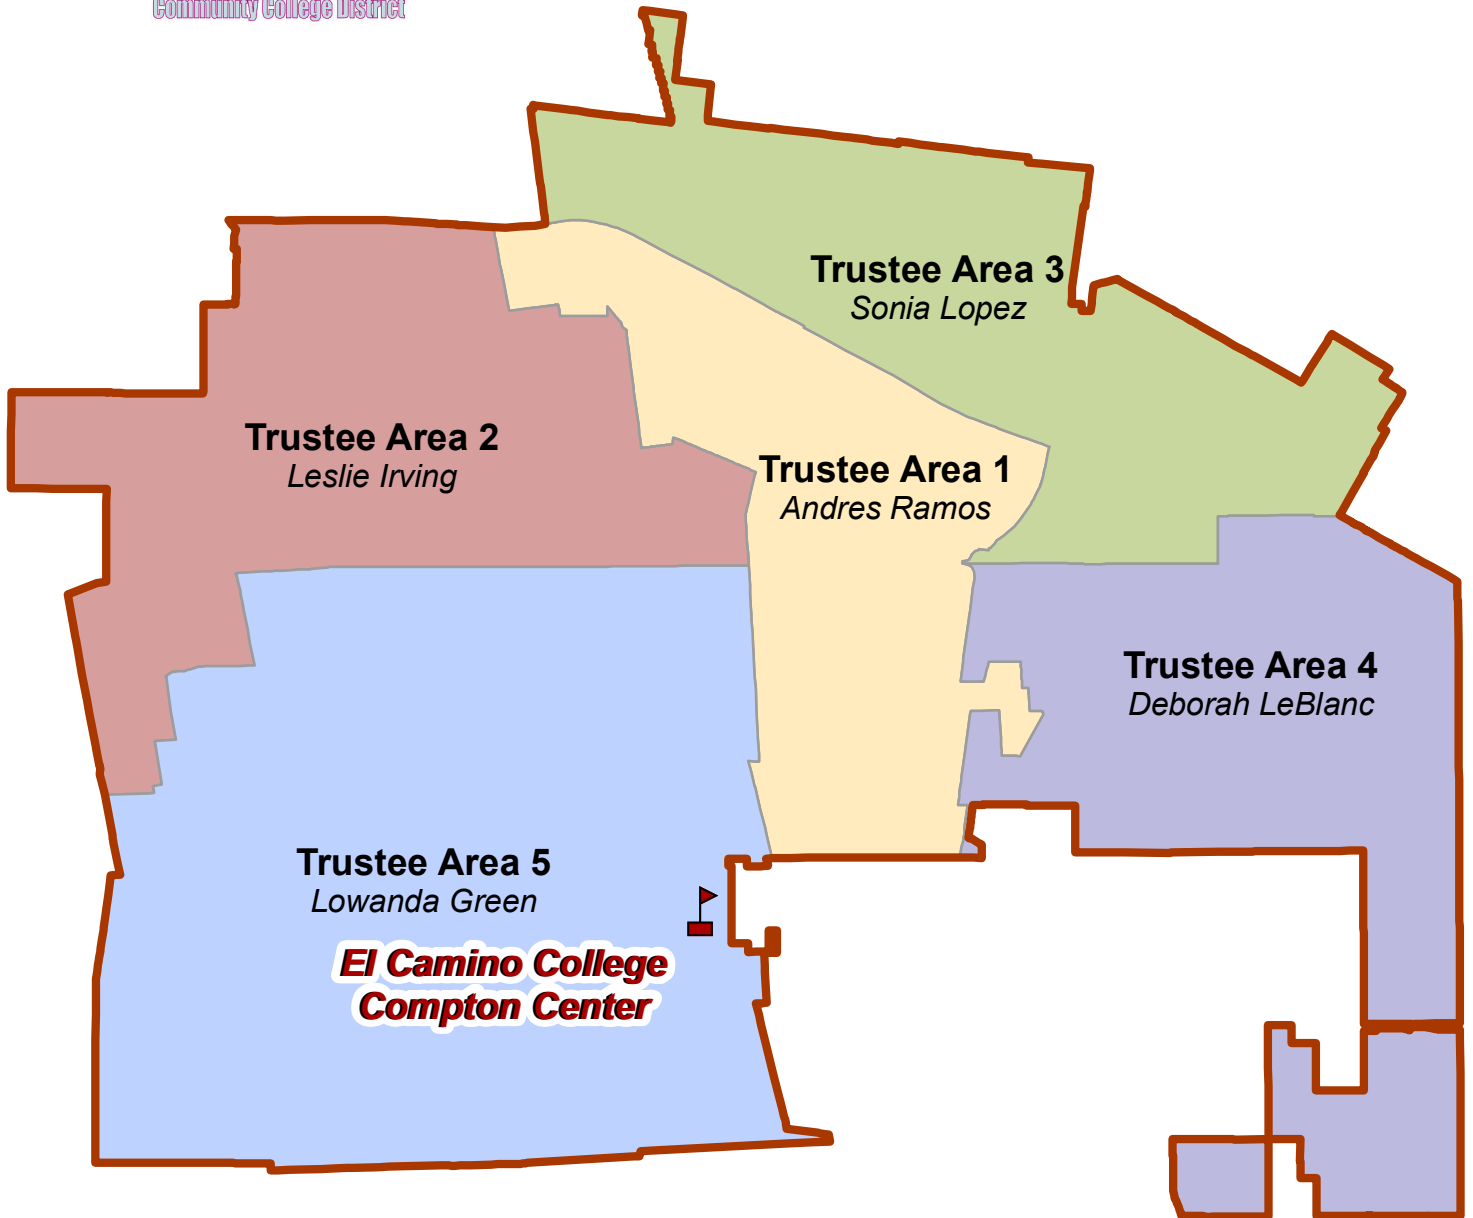 Community College District
Trustee Area 3
Sonia Lopez
Trustee Area 2
Leslie Irving
Trustee Area 1
Andres Ramos
Trustee Area 4
Deborah LeBlanc
Trustee Area 5
Lowanda Green
El Camino College
Compton Center